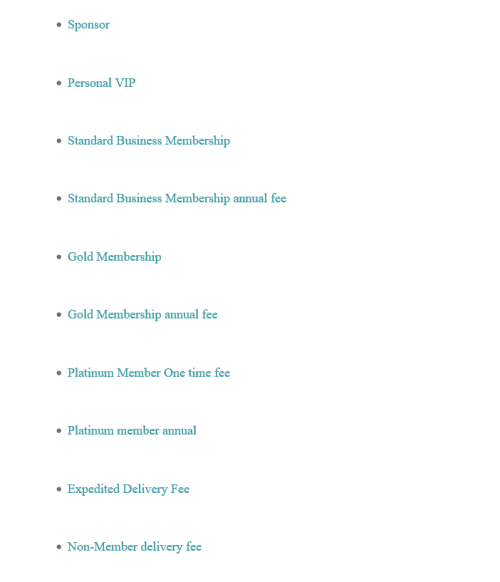 Sponsor
Personal VIP
Standard Business Membership
Standard Business Membership annual fee
Gold Membership
Gold Membership annual fee
Platinum Member One time fee
Platinum member annual
Expedited Delivery Fee
Non-Member delivery fee